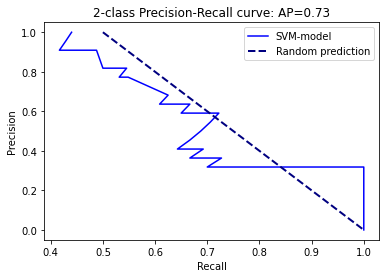 2-class Precision-Recall curve: AP=0.73
SVM-model
Random prediction
Precision
1.0
0.8
0.6
0.4
0.2
0.0
0.4
0.5
0.6
0.7
0.8
0.9
1.0
Recall